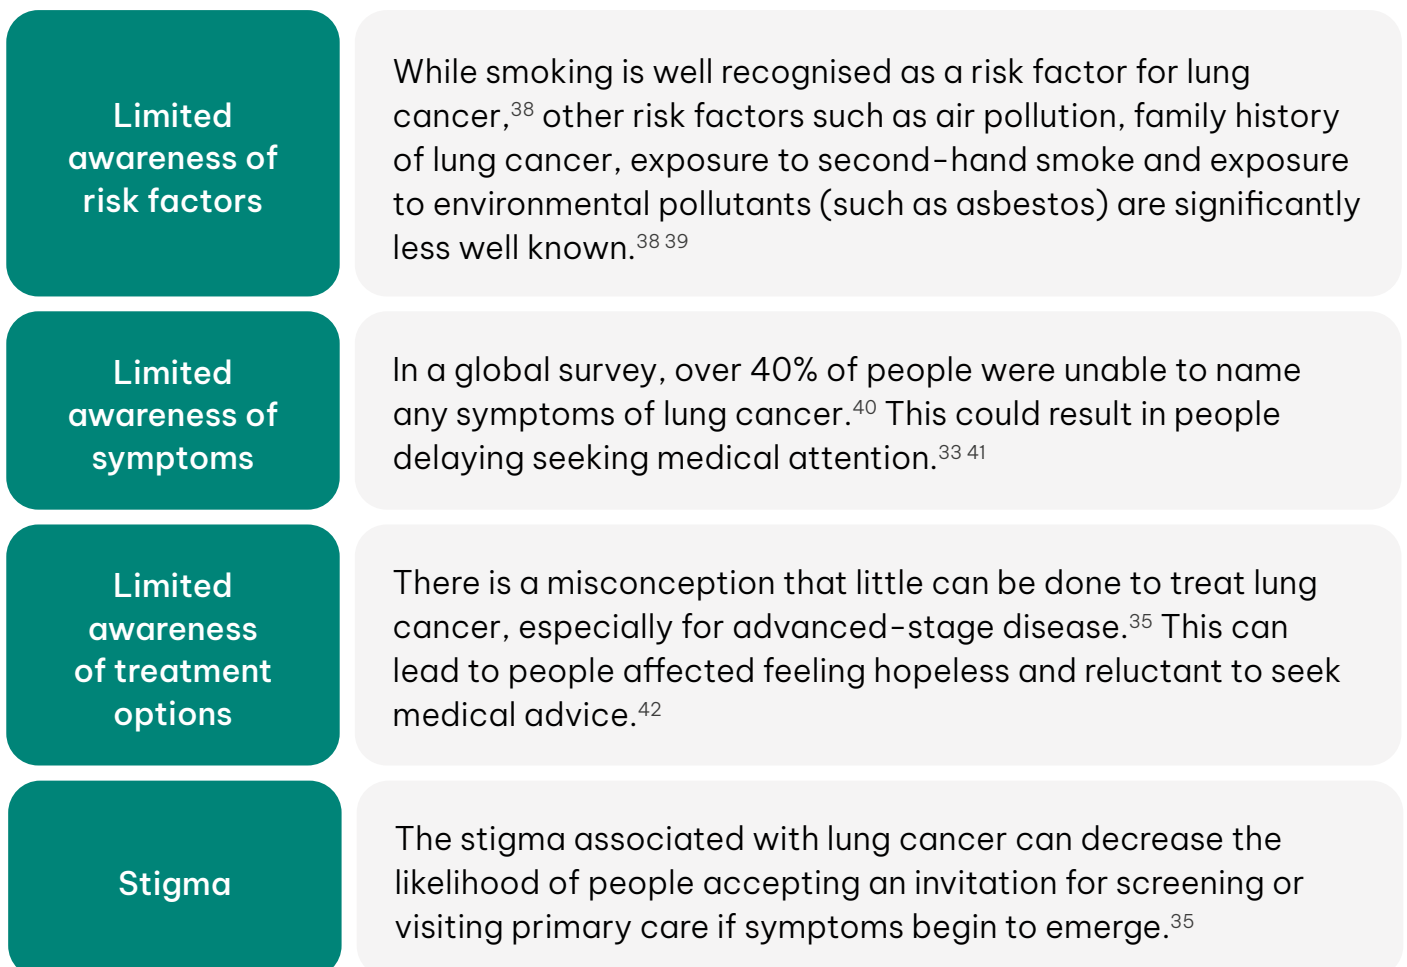 Limited
awareness of
risk factors
While smoking is well recognised as a risk factor for lung
cancer,38 other risk factors such as air pollution, family history
of lung cancer, exposure to second-hand smoke and exposure
to environmental pollutants (such as asbestos) are significantly
less well known.38 39
Limited
awareness of
symptoms
In a global survey, over 40% of people were unable to name
any symptoms of lung cancer.40 This could result in people
delaying seeking medical attention.33 41
Limited
awareness
of treatment
options
There is a misconception that little can be done to treat lung
cancer, especially for advanced-stage disease.35 This can
lead to people affected feeling hopeless and reluctant to seek
medical advice.42
Stigma
The stigma associated with lung cancer can decrease the
likelihood of people accepting an invitation for screening or
visiting primary care if symptoms begin to emerge.35